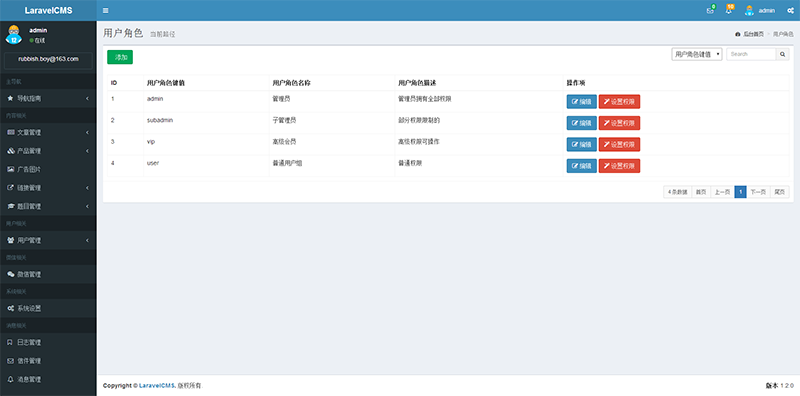 LaravelCMS
6
10
admin
admin
在线
rubbish.boy@163.com
主导航
导航指南
内容相关
文章管理
产品管理
广告图片
链接管理
题目管理
用户相关
用户管理
微信相关
微信管理
系统相关
系统设置
消息相关
日志管理
信件管理
消息管理
用户角色 当前路径
后台首页 > 用户角色
添加
用户角色键值 Search
ID 用户角色键值 用户角色名称 用户角色描述 操作项
1 admin 管理员 管理员拥有全部权限 编辑 设置权限
2 subadmin 子管理员 部分权限限制的 编辑 设置权限
3 vip 高级会员 高级权限可操作 编辑 设置权限
4 user 普通用户组 普通权限 编辑 设置权限
4 条数据 首页 上一页 1 下一页 尾页
Copyright © LaravelCMS. 版权所有
版本 1.2.0